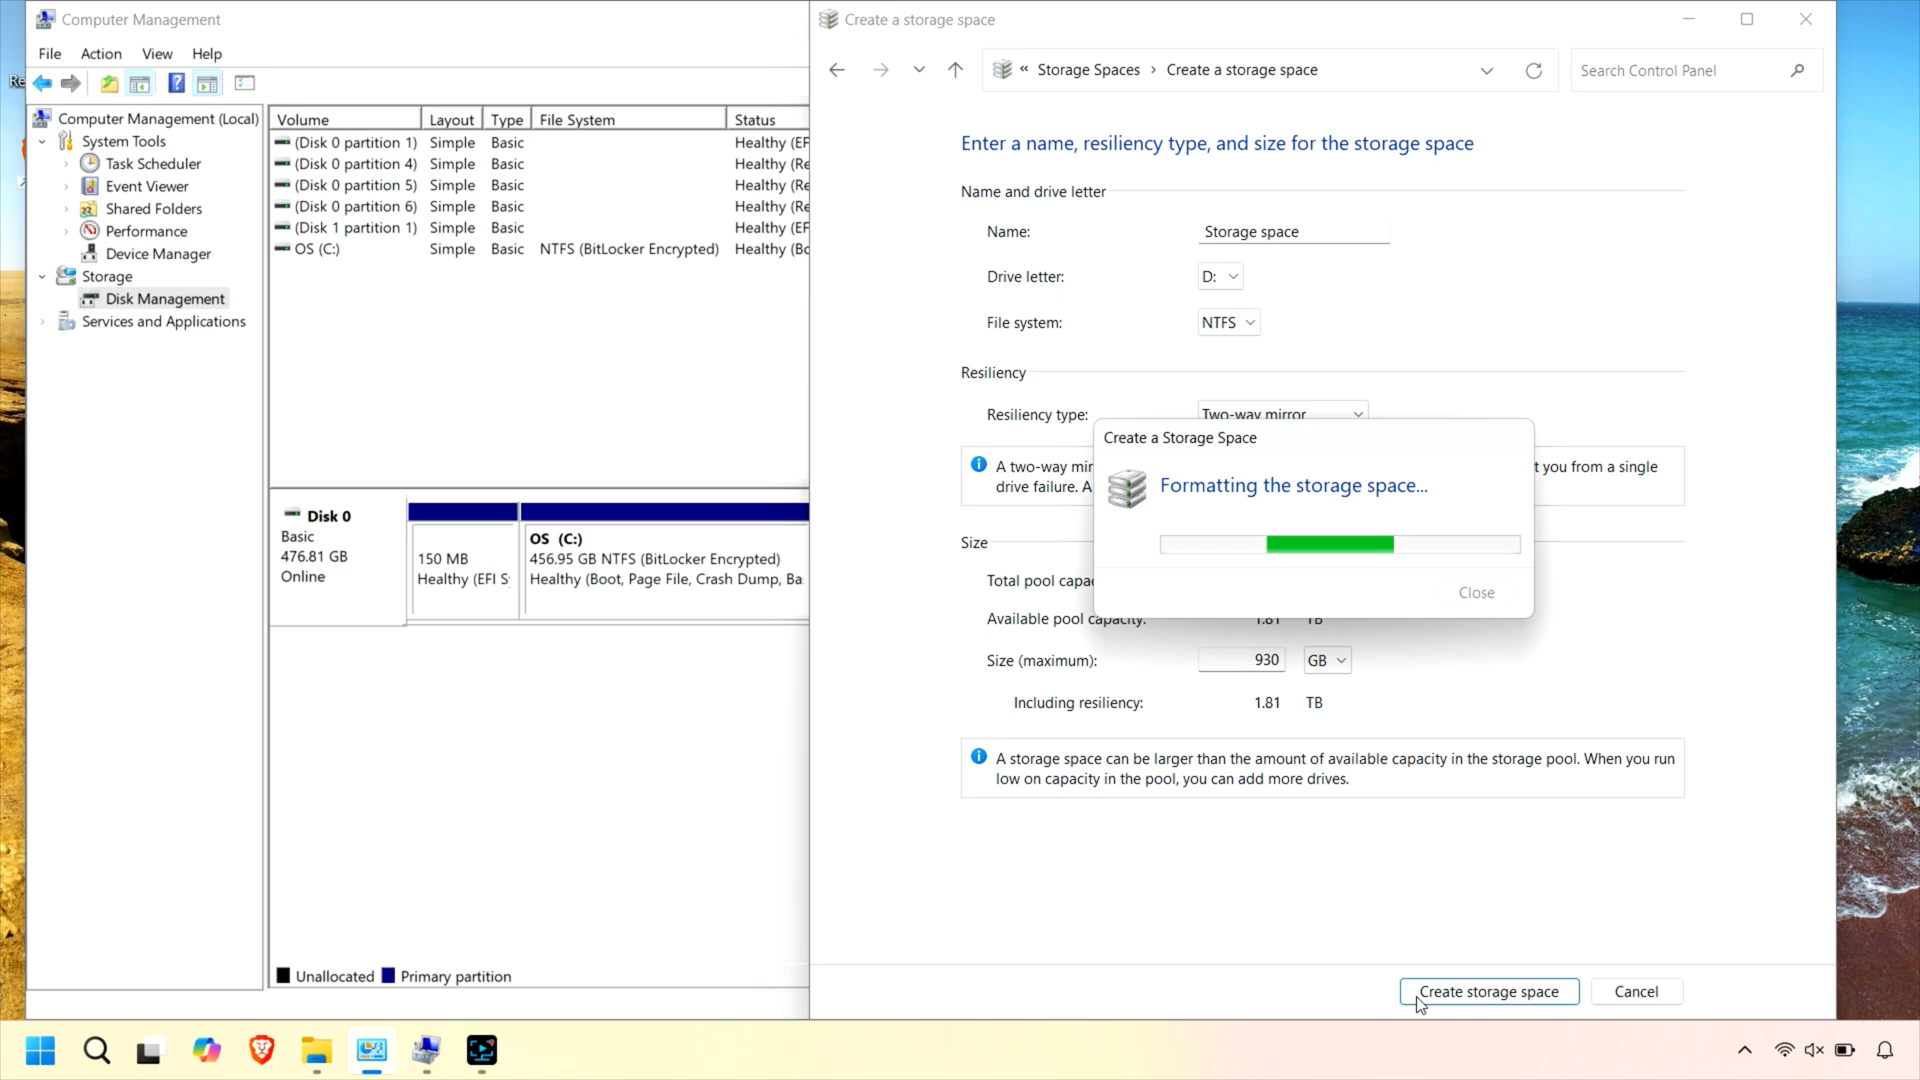 Computer Management
File Action View Help
Re
Computer Management (Local)
System Tools
Task Scheduler
Event Viewer
Shared Folders
Performance
Device Manager
Storage
Disk Management
Services and Applications
Volume Layout Type File System Status
(Disk 0 partition 1) Simple Basic Healthy (EF
(Disk 0 partition 4) Simple Basic Healthy (Re
(Disk 0 partition 5) Simple Basic Healthy (Re
(Disk 0 partition 6) Simple Basic Healthy (Re
(Disk 1 partition 1) Simple Basic Healthy (EF
OS (C:) Simple Basic NTFS (BitLocker Encrypted) Healthy (Bo
Disk 0
Basic
476.81 GB
Online
150 MB
Healthy (EFI S
OS (C:)
456.95 GB NTFS (BitLocker Encrypted)
Healthy (Boot, Page File, Crash Dump, Ba
Unallocated Primary partition
Create a storage space
« Storage Spaces › Create a storage space
Search Control Panel
Enter a name, resiliency type, and size for the storage space
Name and drive letter
Name: Storage space
Drive letter: D:
File system: NTFS
Resiliency
Resiliency type: Two-way mirror
A two-way mir t you from a single
drive failure. A
Create a Storage Space
Formatting the storage space...
Close
Size
Total pool capa
Available pool capacity: 1.81 TB
Size (maximum): 930 GB
Including resiliency: 1.81 TB
A storage space can be larger than the amount of available capacity in the storage pool. When you run
low on capacity in the pool, you can add more drives.
Create storage space Cancel